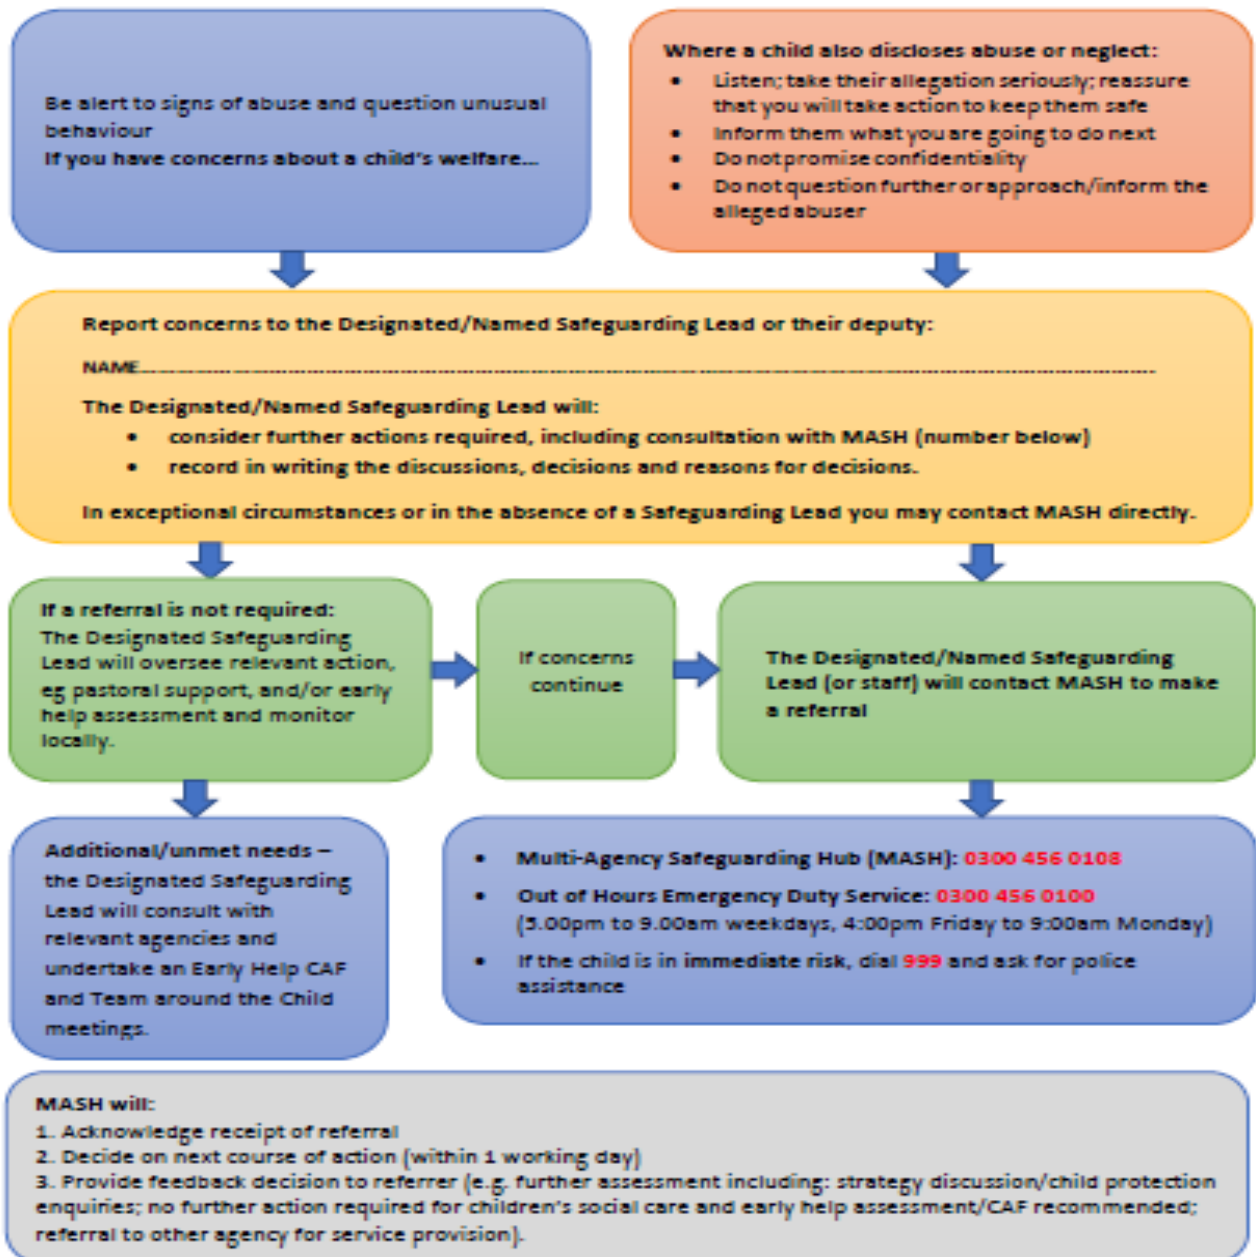 Be alert to signs of abuse and question unusual
behaviour
If you have concerns about a child's welfare...
Where a child also discloses abuse or neglect:
• Listen; take their allegation seriously; reassure
that you will take action to keep them safe
• Inform them what you are going to do next
• Do not promise confidentiality
• Do not question further or approach/inform the
alleged abuser
Report concerns to the Designated/Named Safeguarding Lead or their deputy:
NAME................................................................................
The Designated/Named Safeguarding Lead will:
• consider further actions required, including consultation with MASH (number below)
• record in writing the discussions, decisions and reasons for decisions.
In exceptional circumstances or in the absence of a Safeguarding Lead you may contact MASH directly.
If a referral is not required:
The Designated Safeguarding
Lead will oversee relevant action,
eg pastoral support, and/or early
help assessment and monitor
locally.
If concerns
continue
The Designated/Named Safeguarding
Lead (or staff) will contact MASH to make
a referral
Additional/unmet needs –
the Designated Safeguarding
Lead will consult with
relevant agencies and
undertake an Early Help CAF
and Team around the Child
meetings.
• Multi-Agency Safeguarding Hub (MASH): 0300 456 0108
• Out of Hours Emergency Duty Service: 0300 456 0100
(5.00pm to 9.00am weekdays, 4:00pm Friday to 9:00am Monday)
• If the child is in immediate risk, dial 999 and ask for police
assistance
MASH will:
1. Acknowledge receipt of referral
2. Decide on next course of action (within 1 working day)
3. Provide feedback decision to referrer (e.g. further assessment including: strategy discussion/child protection
enquiries; no further action required for children's social care and early help assessment/CAF recommended;
referral to other agency for service provision).